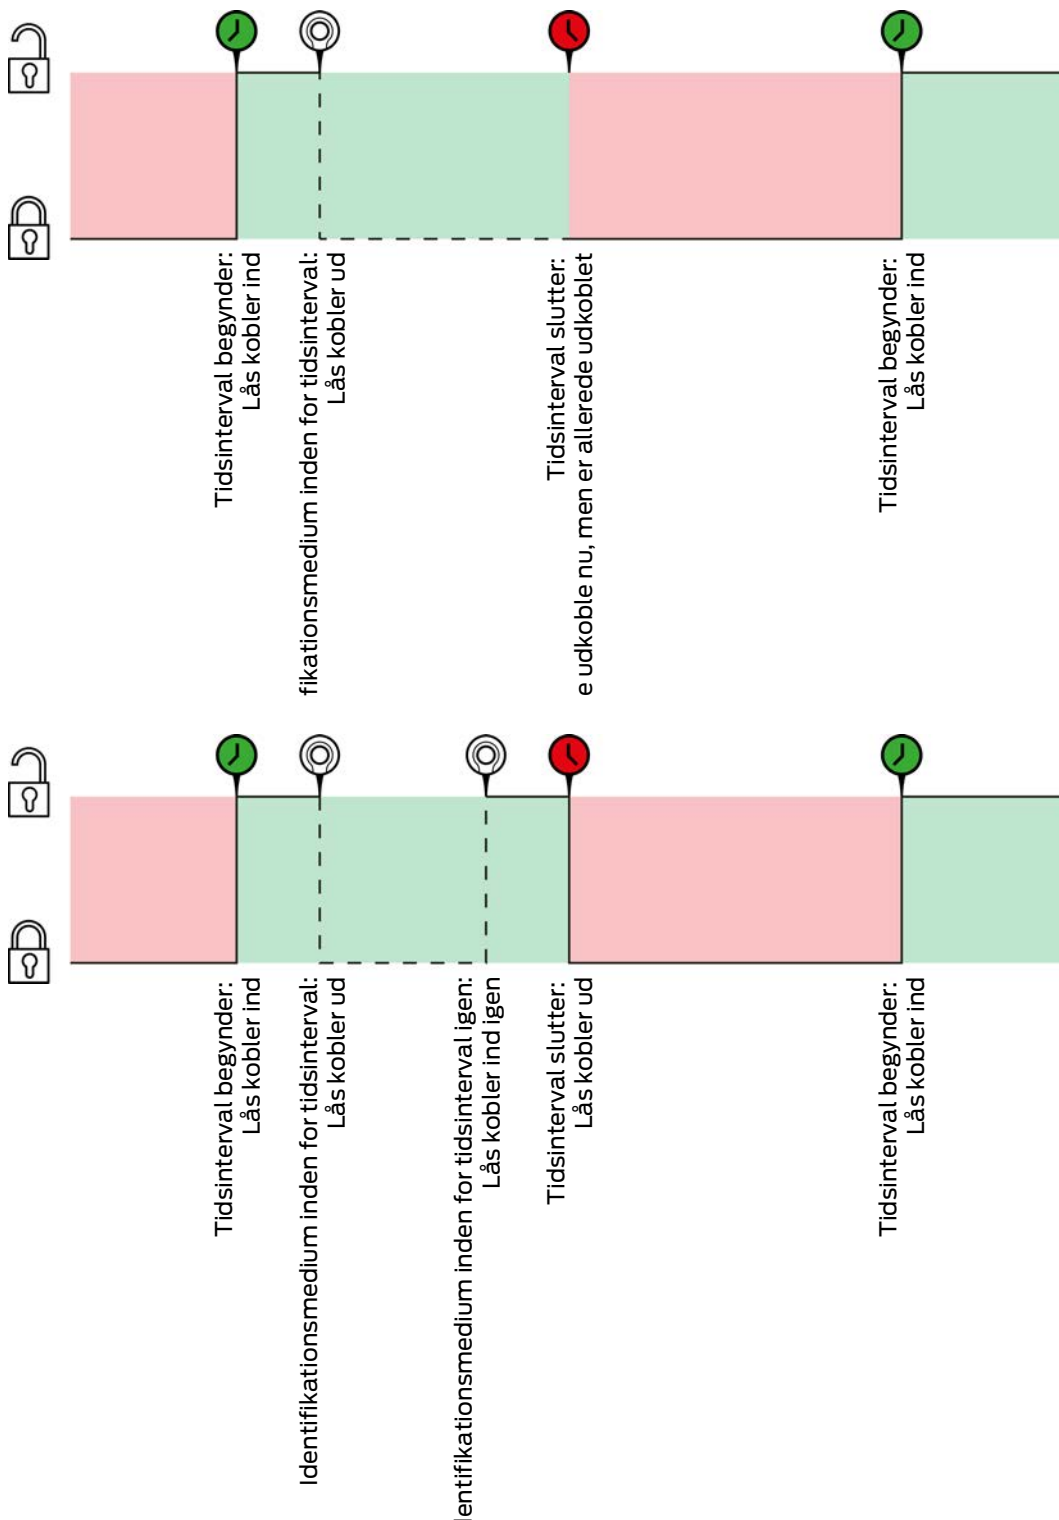 Tidsinterval begynder:
Lås kobler ind
fikationsmedium inden for tidsinterval:
Lås kobler ud
Tidsinterval slutter:
e udkoble nu, men er allerede udkoblet
Tidsinterval begynder:
Lås kobler ind
Tidsinterval begynder:
Lås kobler ind
Identifikationsmedium inden for tidsinterval:
Lås kobler ud
entifikationsmedium inden for tidsinterval igen:
Lås kobler ind igen
Tidsinterval slutter:
Lås kobler ud
Tidsinterval begynder:
Lås kobler ind